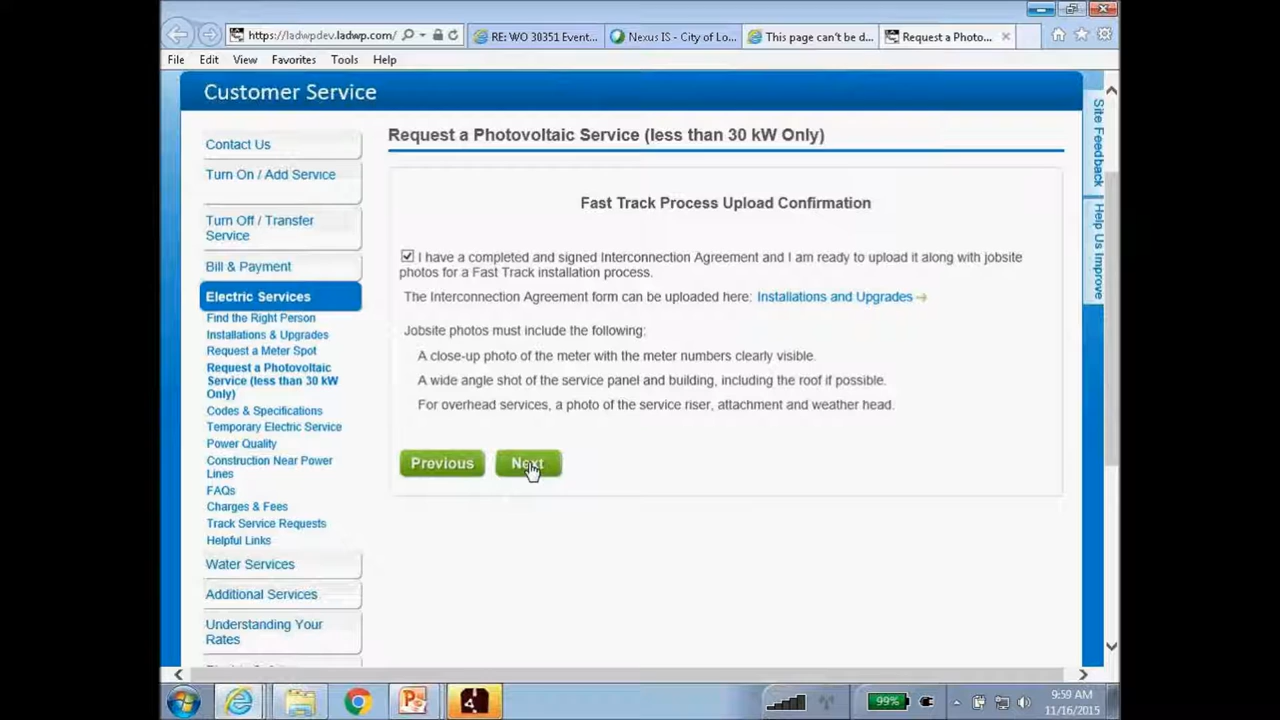 https://ladwpdev.ladwp.com/
RE: WO 30351 Event...
Nexus IS - City of Lo...
This page can't be d...
Request a Photo...
File Edit View Favorites Tools Help
Customer Service
Contact Us
Turn On / Add Service
Turn Off / Transfer
Service
Bill & Payment
Electric Services
Find the Right Person
Installations & Upgrades
Request a Meter Spot
Request a Photovoltaic
Service (less than 30 kW
Only)
Codes & Specifications
Temporary Electric Service
Power Quality
Construction Near Power
Lines
FAQs
Charges & Fees
Track Service Requests
Helpful Links
Water Services
Additional Services
Understanding Your
Rates
Request a Photovoltaic Service (less than 30 kW Only)
Fast Track Process Upload Confirmation
I have a completed and signed Interconnection Agreement and I am ready to upload it along with jobsite
photos for a Fast Track installation process.
The Interconnection Agreement form can be uploaded here: Installations and Upgrades
Jobsite photos must include the following:
A close-up photo of the meter with the meter numbers clearly visible.
A wide angle shot of the service panel and building, including the roof if possible.
For overhead services, a photo of the service riser, attachment and weather head.
Previous Next
Site Feedback
Help Us Improve
99%
9:59 AM
11/16/2015